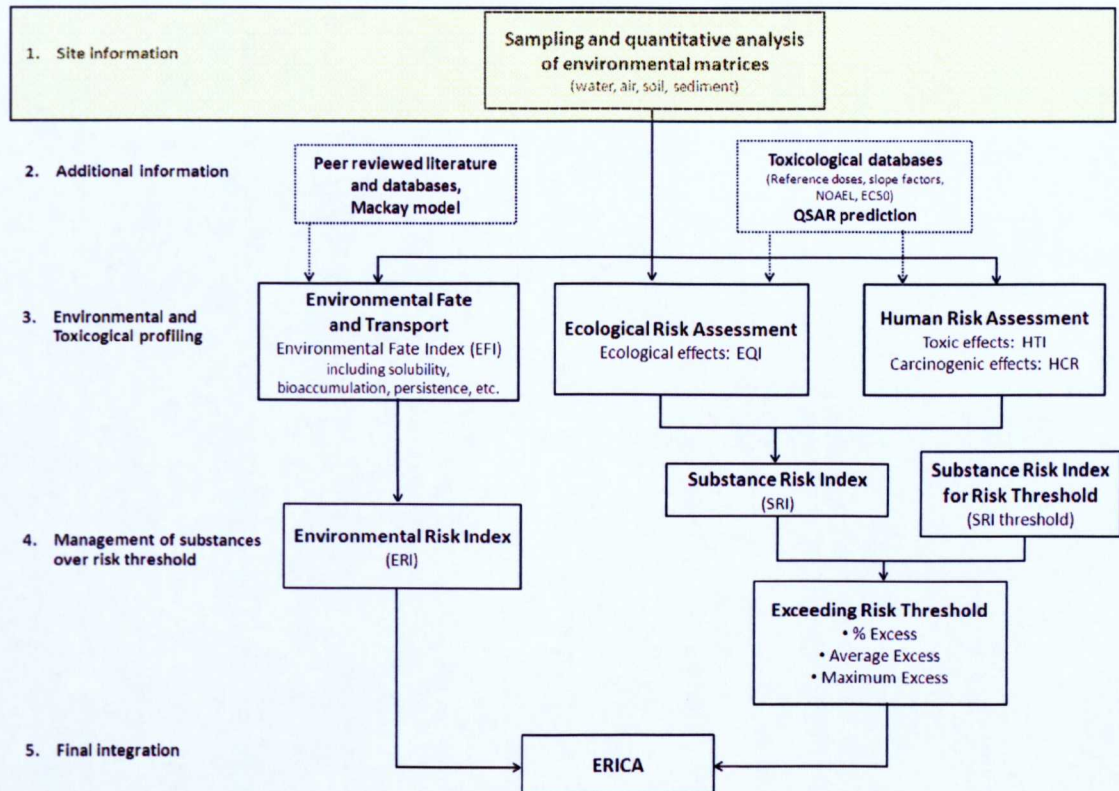 Sampling and quantitative analysis
of environmental matrices
(water, air, soil, sediment)
1. Site information
2. Additional information
Peer reviewed literature
and databases,
Mackay model
Toxicological databases
(Reference doses, slope factors,
NOAEL, EC50)
QSAR prediction
3. Environmental and
Toxicogical profiling
Environmental Fate
and Transport
Environmental Fate Index (EFI)
including solubility,
bioaccumulation, persistence, etc.
Ecological Risk Assessment
Ecological effects: EQI
Human Risk Assessment
Toxic effects: HTI
Carcinogenic effects: HCR
Substance Risk Index
(SRI)
Substance Risk Index
for Risk Threshold
(SRI threshold)
4. Management of substances
over risk threshold
Environmental Risk Index
(ERI)
Exceeding Risk Threshold
• % Excess
• Average Excess
• Maximum Excess
5. Final integration
ERICA